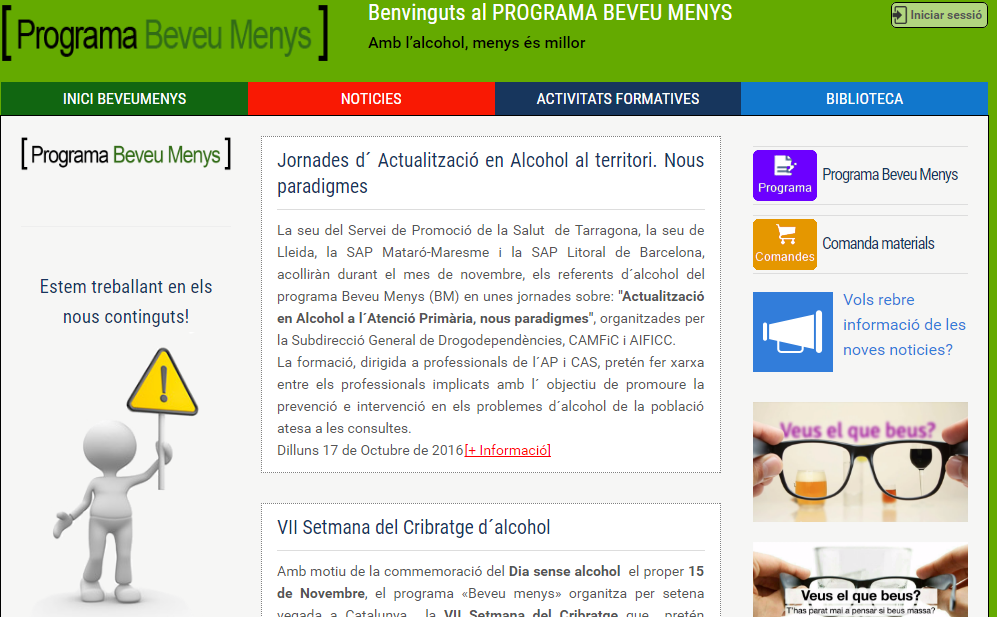 [Programa Beveu Menys]
Benvinguts al PROGRAMA BEVEU MENYS
Amb l’alcohol, menys és millor
Iniciar sessió
INICI BEVEUMENYS
NOTICIES
ACTIVITATS FORMATIVES
BIBLIOTECA
[Programa Beveu Menys]
Estem treballant en els
nous continguts!
Jornades d´ Actualització en Alcohol al territori. Nous
paradigmes
La seu del Servei de Promoció de la Salut de Tarragona, la seu de
Lleida, la SAP Mataró-Maresme i la SAP Litoral de Barcelona,
acolliràn durant el mes de novembre, els referents d´alcohol del
programa Beveu Menys (BM) en unes jornades sobre: "Actualització
en Alcohol a l´Atenció Primària, nous paradigmes", organitzades per
la Subdirecció General de Drogodependències, CAMFiC i AIFICC.
La formació, dirigida a professionals de l´AP i CAS, pretén fer xarxa
entre els professionals implicats amb l´ objectiu de promoure la
prevenció e intervenció en els problemes d´alcohol de la població
atesa a les consultes.
Dilluns 17 de Octubre de 2016[+ Informació]
VII Setmana del Cribratge d´alcohol
Amb motiu de la commemoració del Dia sense alcohol el proper 15
de Novembre, el programa «Beveu menys» organitza per setena
vegada a Catalunya la VII Setmana del Cribratge que pretén
Programa
Programa Beveu Menys
Comandes
Comanda materials
Vols rebre
informació de les
noves noticies?
Veus el que beus?
Veus el que beus?
T'has parat mai a pensar si beus massa?